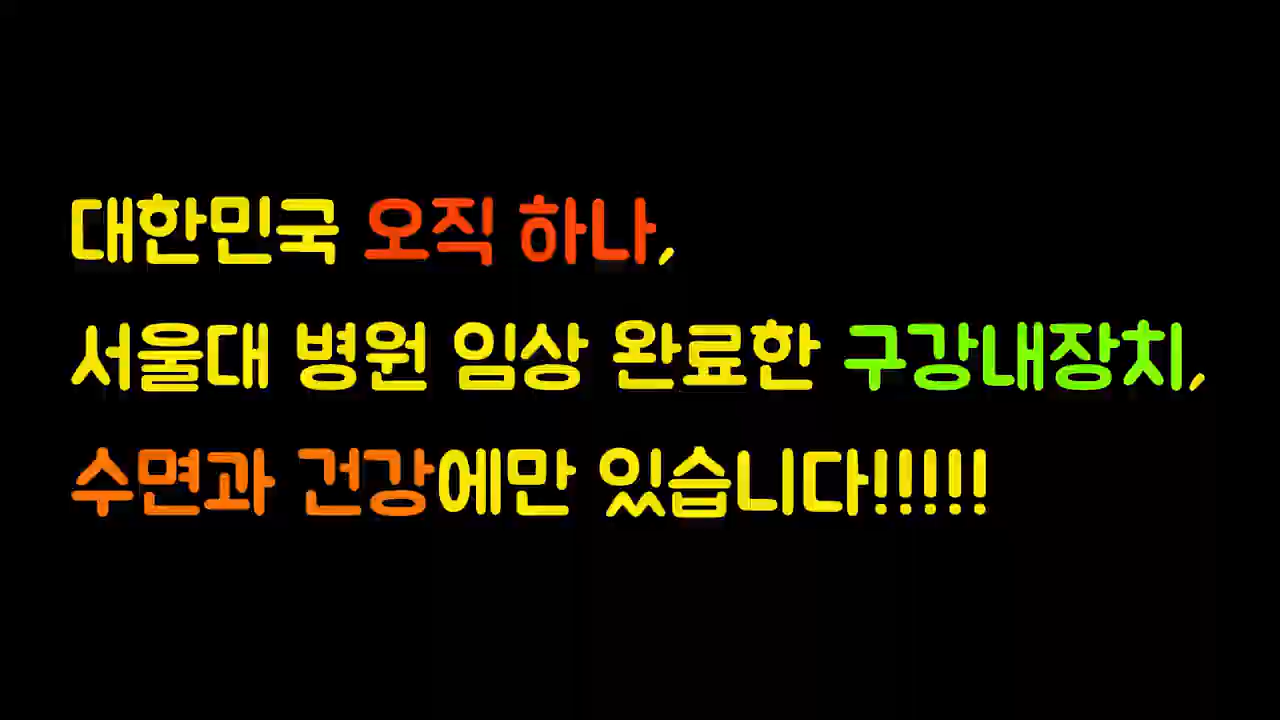 대한민국 오직 하나,
서울대 병원 임상 완료한 구강내장치,
수면과 건강에만 있습니다!!!!!